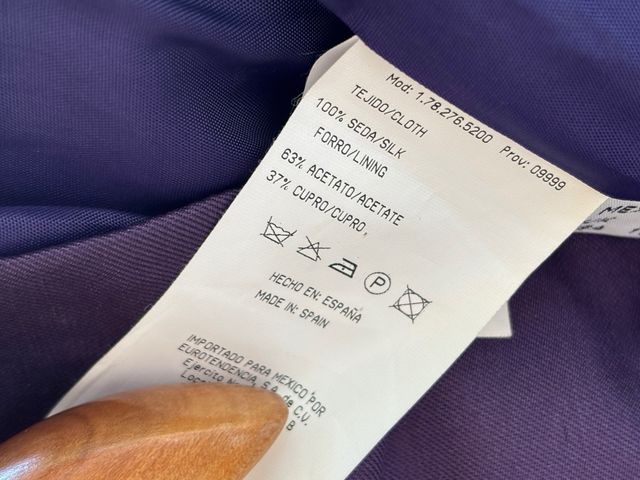 Mod: 1.78.276.5200 Prov: 09999
TEJIDO/CLOTH
100% SEDA/SILK
FORRO/LINING
63% ACETATO/ACETATE
37% CUPRO/CUPRO.
P
HECHO EN: ESPAÑA
MADE IN: SPAIN
IMPORTADO PARA MEXICO POR
EUROTENDENCIA, S.A. de C.V.
Ejercito
B